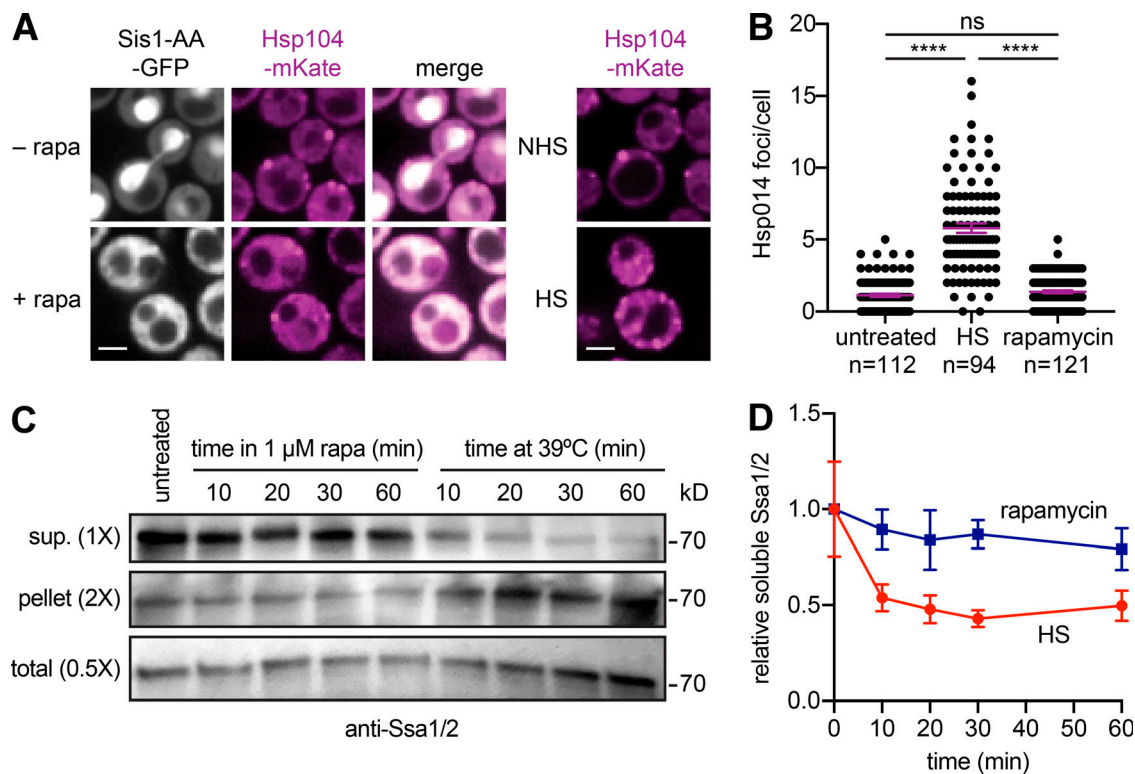 A
Sis1-AA
-GFP
Hsp104
-mKate
merge
Hsp104
-mKate
– rapa
NHS
+ rapa
HS
B
ns
**** ****
20
15
10
5
0
Hsp014 foci/cell
untreated HS rapamycin
n=112 n=94 n=121
C
untreated
time in 1 µM rapa (min) time at 39ºC (min)
10 20 30 60 10 20 30 60 kD
sup. (1X) -70
pellet (2X) -70
total (0.5X) -70
anti-Ssa1/2
D
1.5
1.0
0.5
0.0
relative soluble Ssa1/2
rapamycin
HS
0 10 20 30 40 50 60
time (min)